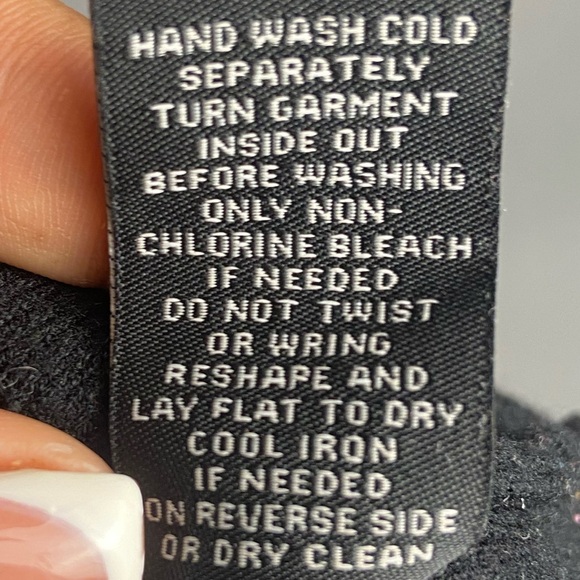 HAND WASH COLD
SEPARATELY
TURN GARMENT
INSIDE OUT
BEFORE WASHING
ONLY NON-
CHLORINE BLEACH
IF NEEDED
DO NOT TWIST
OR WRING
RESHAPE AND
LAY FLAT TO DRY
COOL IRON
IF NEEDED
ON REVERSE SIDE
OR DRY CLEAN